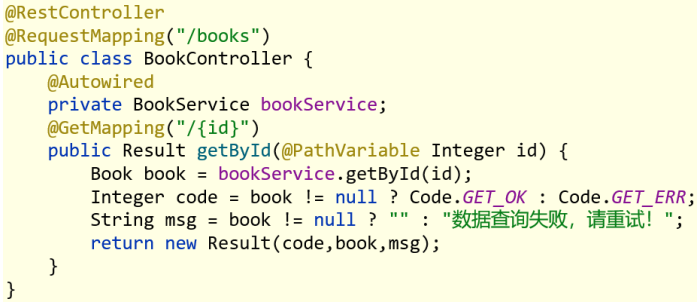 @RestController
@RequestMapping("/books")
public class BookController {
    @Autowired
    private BookService bookService;
    @GetMapping("/{id}")
    public Result getById(@PathVariable Integer id) {
        Book book = bookService.getById(id);
        Integer code = book != null ? Code.GET_OK : Code.GET_ERR;
        String msg = book != null ? "" : "数据查询失败，请重试！";
        return new Result(code,book,msg);
    }
}